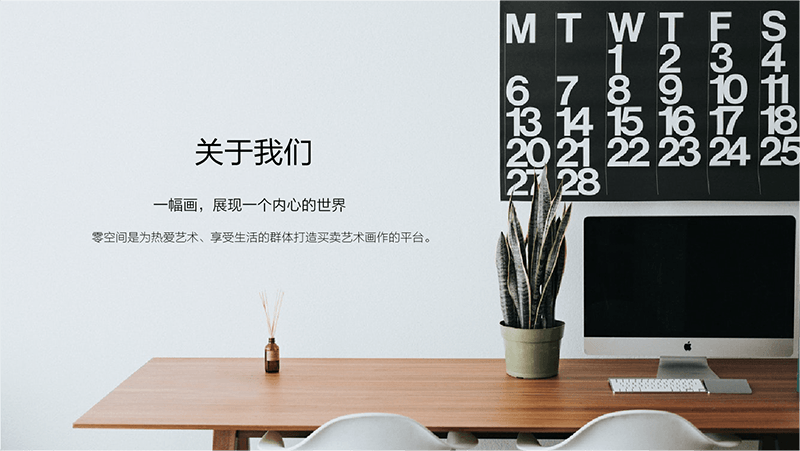 关于我们
一幅画，展现一个内心的世界
零空间是为热爱艺术、享受生活的群体打造买卖艺术画作的平台。
M T W T F S
1 2 3 4
6 7 8 9 10 11
13 14 15 16 17 18
20 21 22 23 24 25
27 28